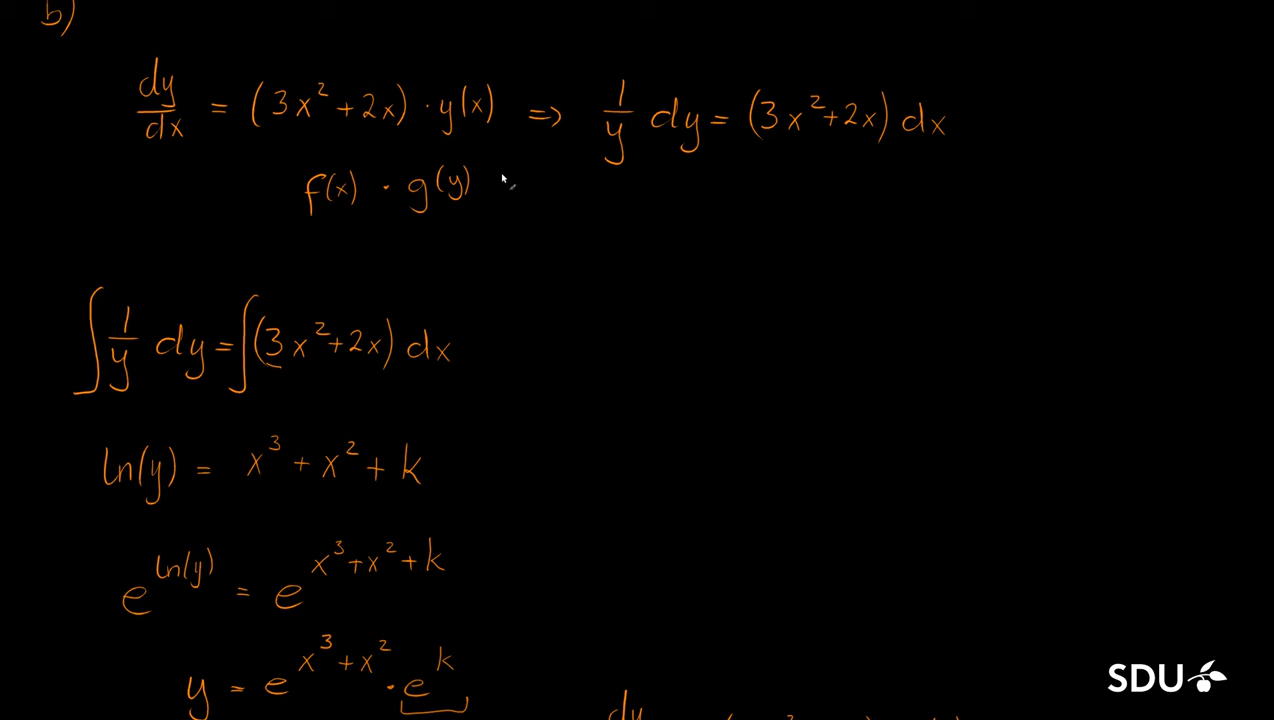 b)
dy/dx = (3x² + 2x) · y(x) => 1/y dy = (3x² + 2x) dx
f(x) · g(y)
∫ 1/y dy = ∫ (3x² + 2x) dx
ln(y) = x³ + x² + k
e^ln(y) = e^x³ + x² + k
y = e^x³ + x² · e^k
dy
SDU